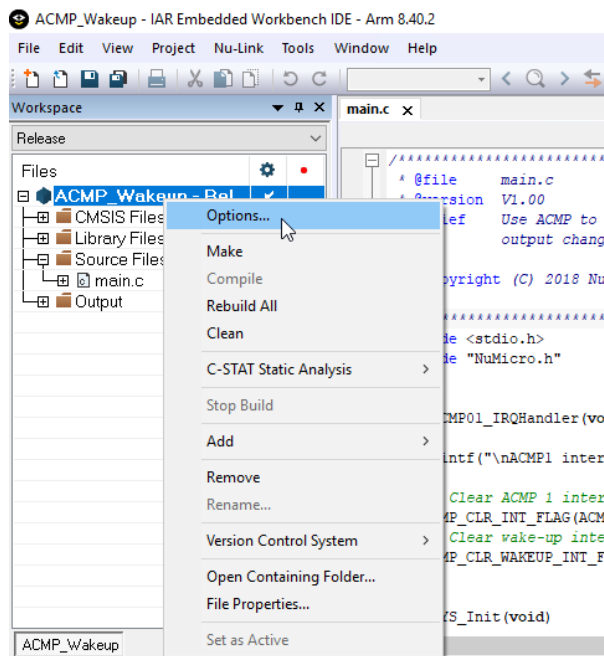 ACMP_Wakeup - IAR Embedded Workbench IDE - Arm 8.40.2
File Edit View Project Nu-Link Tools Window Help
Workspace
main.c
Release
Files
ACMP_Wakeup - Rel
CMSIS Files
Library Files
Source Files
main.c
Output
ACMP_Wakeup
Options...
Make
Compile
Rebuild All
Clean
C-STAT Static Analysis
Stop Build
Add
Remove
Rename...
Version Control System
Open Containing Folder...
File Properties...
Set as Active
/*************************
* @file main.c
* @version V1.00
ief Use ACMP to
output chang
pyright (C) 2018 Nu
********************
de <stdio.h>
de "NuMicro.h"
CMP01_IRQHandler(vo
intf("\nACMP1 inter
Clear ACMP 1 inter
MP_CLR_INT_FLAG(ACM
Clear wake-up inte
MP_CLR_WAKEUP_INT_F
YS_Init(void)